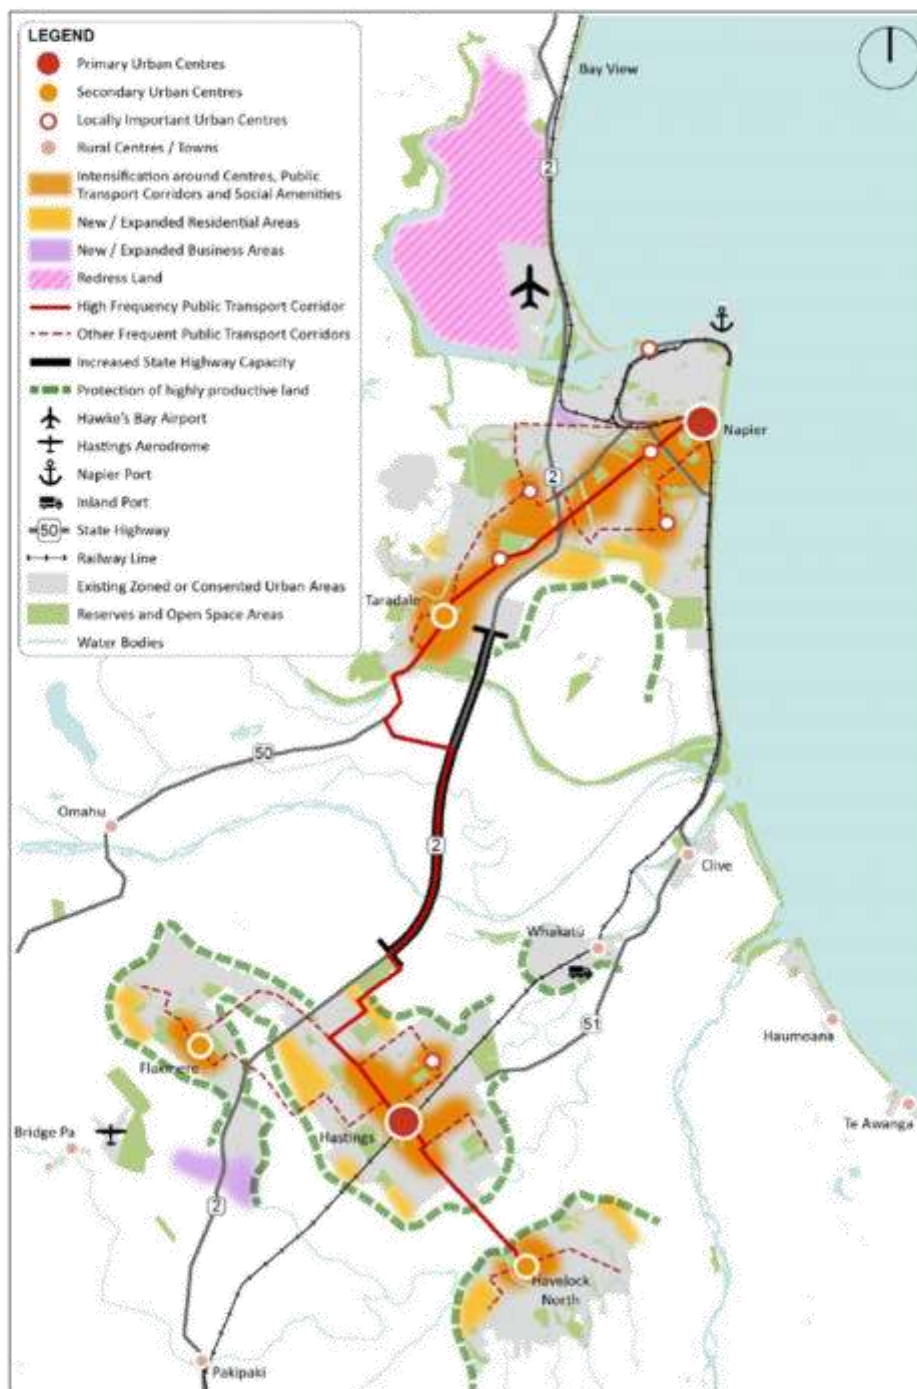 LEGEND
Primary Urban Centres
Secondary Urban Centres
Locally Important Urban Centres
Rural Centres / Towns
Intensification around Centres, Public
Transport Corridors and Social Amenities
New / Expanded Residential Areas
New / Expanded Business Areas
Redress Land
High Frequency Public Transport Corridor
Other Frequent Public Transport Corridors
Increased State Highway Capacity
Protection of highly productive land
Hawke's Bay Airport
Hastings Aerodrome
Napier Port
Inland Port
50 State Highway
Railway Line
Existing Zoned or Consented Urban Areas
Reserves and Open Space Areas
Water Bodies
Bay View
2
Napier
2
Taradale
50
Omahu
2
Clive
Whakatu
51
Haumoana
Flaxmere
Te Awanga
Hastings
Bridge Pa
2
Havelock
North
Pakipaki